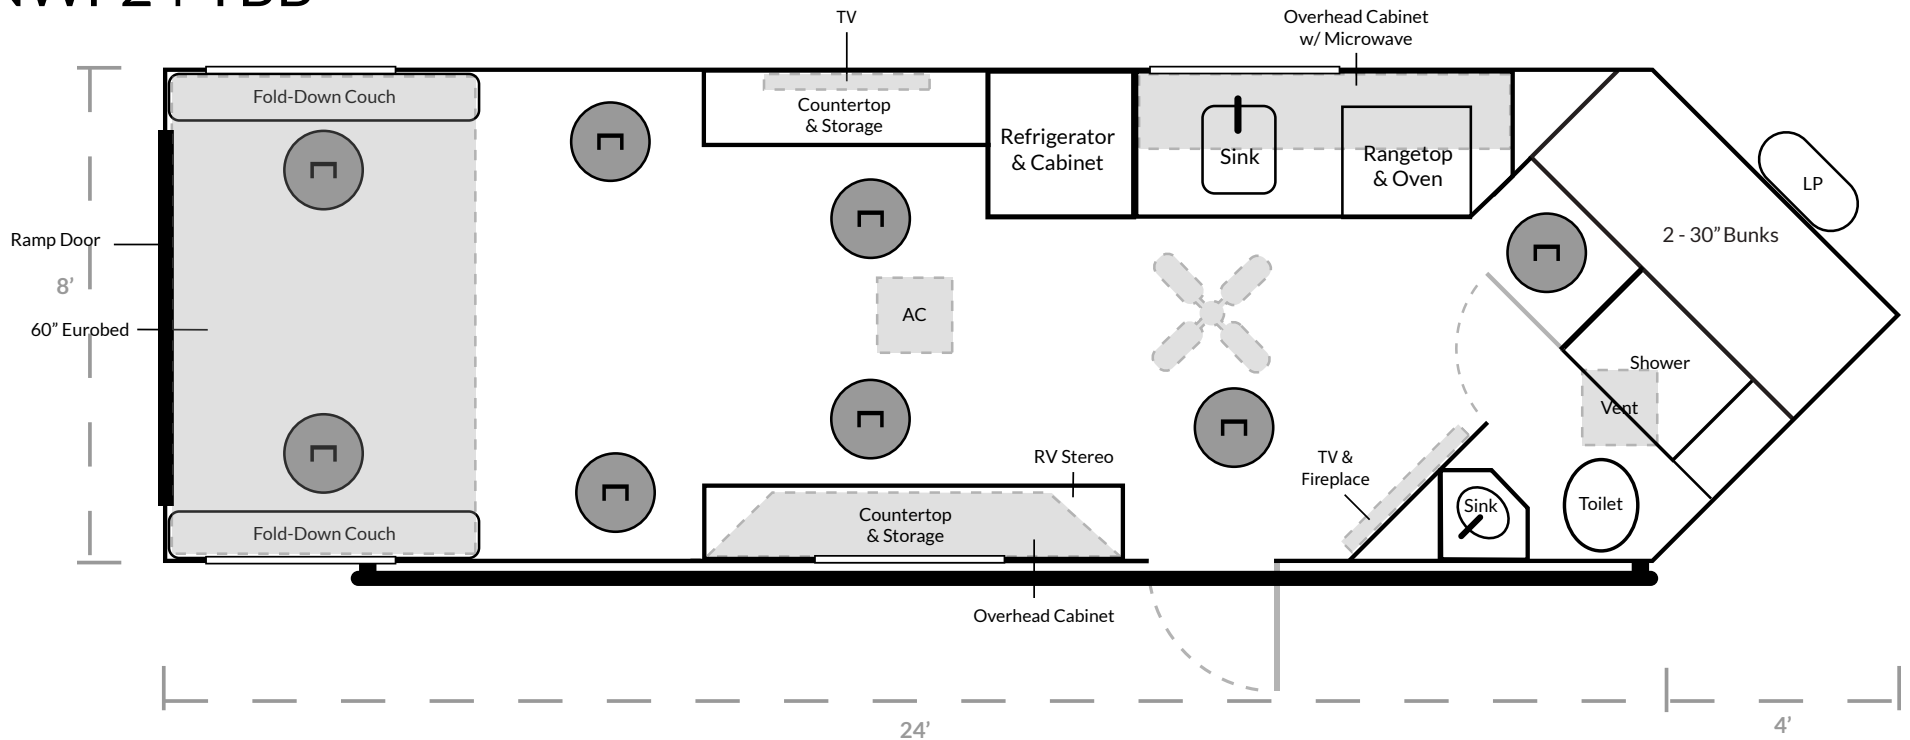 TV
Overhead Cabinet
w/ Microwave
Fold-Down Couch
Countertop
& Storage
Refrigerator
& Cabinet
Sink
Rangetop
& Oven
LP
2 - 30” Bunks
Ramp Door
8’
60” Eurobed
AC
Shower
Vent
RV Stereo
TV &
Fireplace
Countertop
& Storage
Sink
Toilet
Fold-Down Couch
Overhead Cabinet
24’
4’